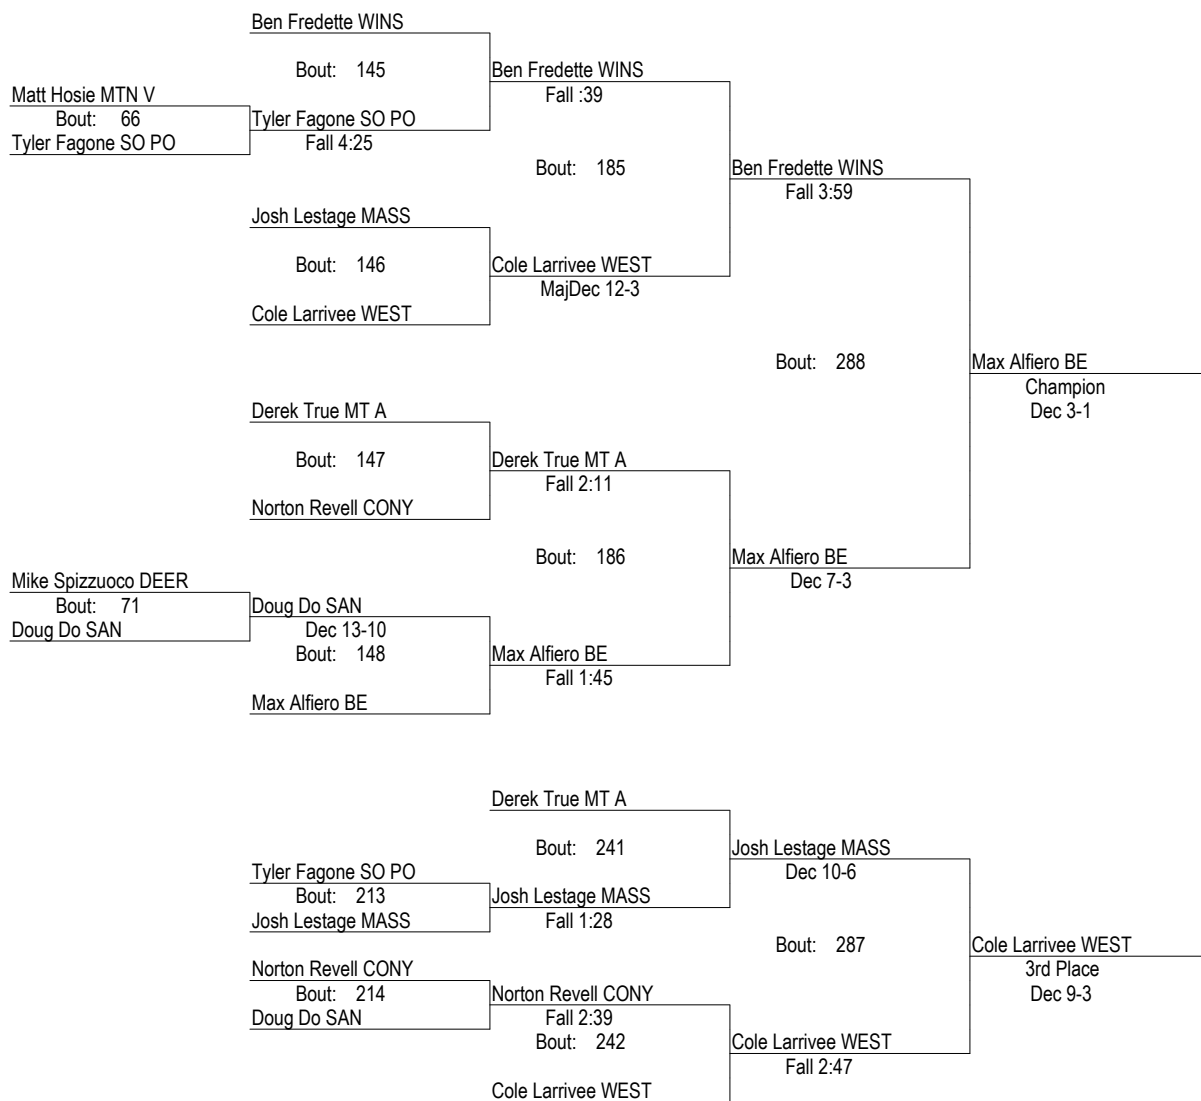 Ben Fredette WINS
Bout: 145
Ben Fredette WINS
Fall :39
Matt Hosie MTN V
Bout: 66
Tyler Fagone SO PO
Tyler Fagone SO PO
Fall 4:25
Bout: 185
Ben Fredette WINS
Fall 3:59
Josh Lestage MASS
Bout: 146
Cole Larrivee WEST
MajDec 12-3
Cole Larrivee WEST
Bout: 288
Max Alfiero BE
Champion
Dec 3-1
Derek True MT A
Bout: 147
Derek True MT A
Fall 2:11
Norton Revell CONY
Bout: 186
Max Alfiero BE
Dec 7-3
Mike Spizzuoco DEER
Bout: 71
Doug Do SAN
Doug Do SAN
Dec 13-10
Bout: 148
Max Alfiero BE
Fall 1:45
Max Alfiero BE
Derek True MT A
Bout: 241
Josh Lestage MASS
Dec 10-6
Tyler Fagone SO PO
Bout: 213
Josh Lestage MASS
Josh Lestage MASS
Fall 1:28
Bout: 287
Cole Larrivee WEST
3rd Place
Dec 9-3
Norton Revell CONY
Bout: 214
Doug Do SAN
Norton Revell CONY
Fall 2:39
Bout: 242
Cole Larrivee WEST
Fall 2:47
Cole Larrivee WEST